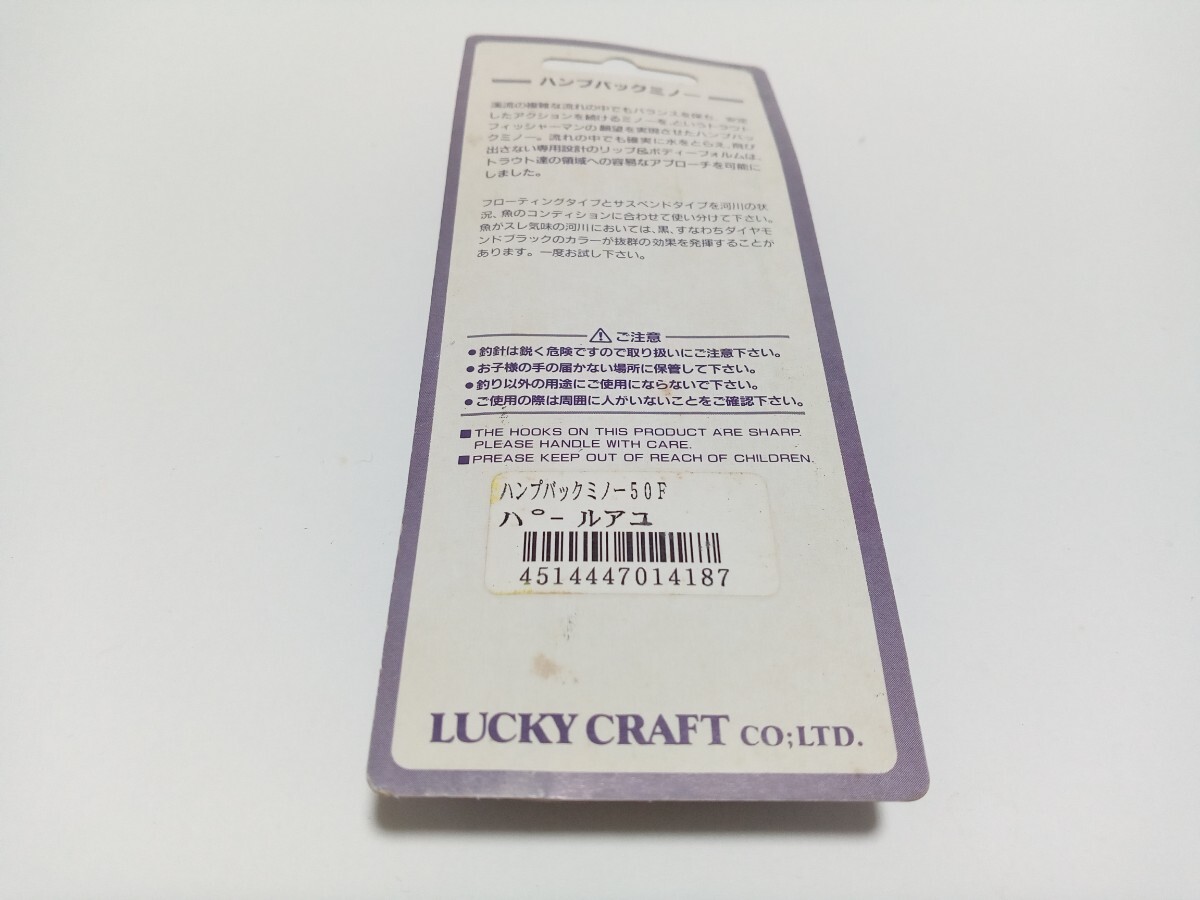 ハンプバックミノー
渓流の複雑な流れの中でもバランスを保ち、安定
したアクションを続けるミノーを、というトラウト
フィッシャーマンの願望を実現させたハンプバッ
クミノー。流れの中でも確実に水をとらえ、飛び
出さない専用設計のリップ&ボディーフォルムは、
トラウト達の領域への容易なアプローチを可能に
しました。
フローティングタイプとサスペンドタイプを河川の状
況、魚のコンディションに合わせて使い分けて下さい。
魚がスレ気味の河川においては、黒、すなわちダイヤモ
ンドブラックのカラーが抜群の効果を発揮することか
あります。一度お試し下さい。
⚠ ご注意
●釣針は鋭く危険ですので取り扱いにご注意下さい。
●お子様の手の届かない場所に保管して下さい。
●釣り以外の用途にご使用にならないで下さい。
●ご使用の際は周囲に人がいないことをご確認下さい。
■THE HOOKS ON THIS PRODUCT ARE SHARP.
PLEASE HANDLE WITH CARE.
■PREASE KEEP OUT OF REACH OF CHILDREN.
ハンプバックミノー50F
パールアユ
4514447014187
LUCKY CRAFT CO;LTD.